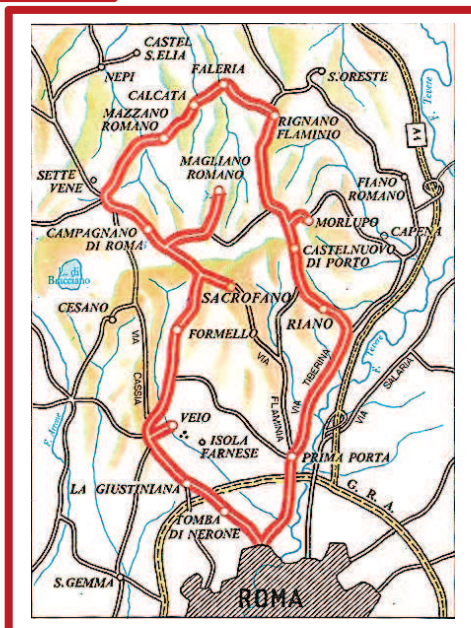 CASTEL
S. ELIA
NEPI
FALERIA
S. ORESTE
F. Tevere
CALCATA
MAZZANO
ROMANO
RIGNANO
FLAMINIO
A1
MAGLIANO
ROMANO
SETTE
VENE
FIANO
ROMANO
MORLUPO
CAPENA
CAMPAGNANO
DI ROMA
CASTELNUOVO
DI PORTO
L. di
Bracciano
SACROFANO
CESANO
RIANO
FORMELLO
VIA
TIBERINA
VIA
FLAMINIA
VIA
CASSIA
F. Tevere
VIA
SALARIA
VEIO
ISOLA
FARNESE
F. Arrone
PRIMA PORTA
LA GIUSTINIANA
G.R.A.
TOMBA
DI NERONE
S. GEMMA
ROMA